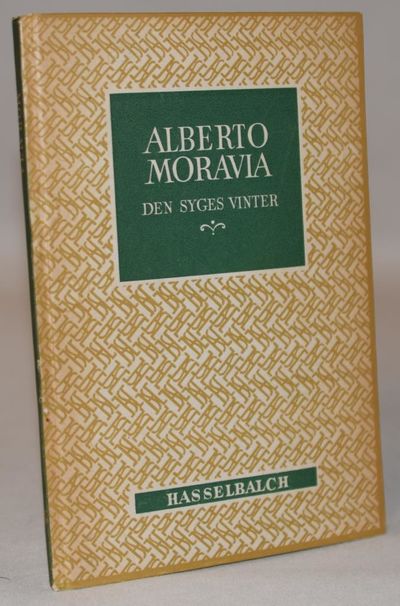 ALBERTO
MORAVIA
DEN SYGES VINTER
HASSELBALCH